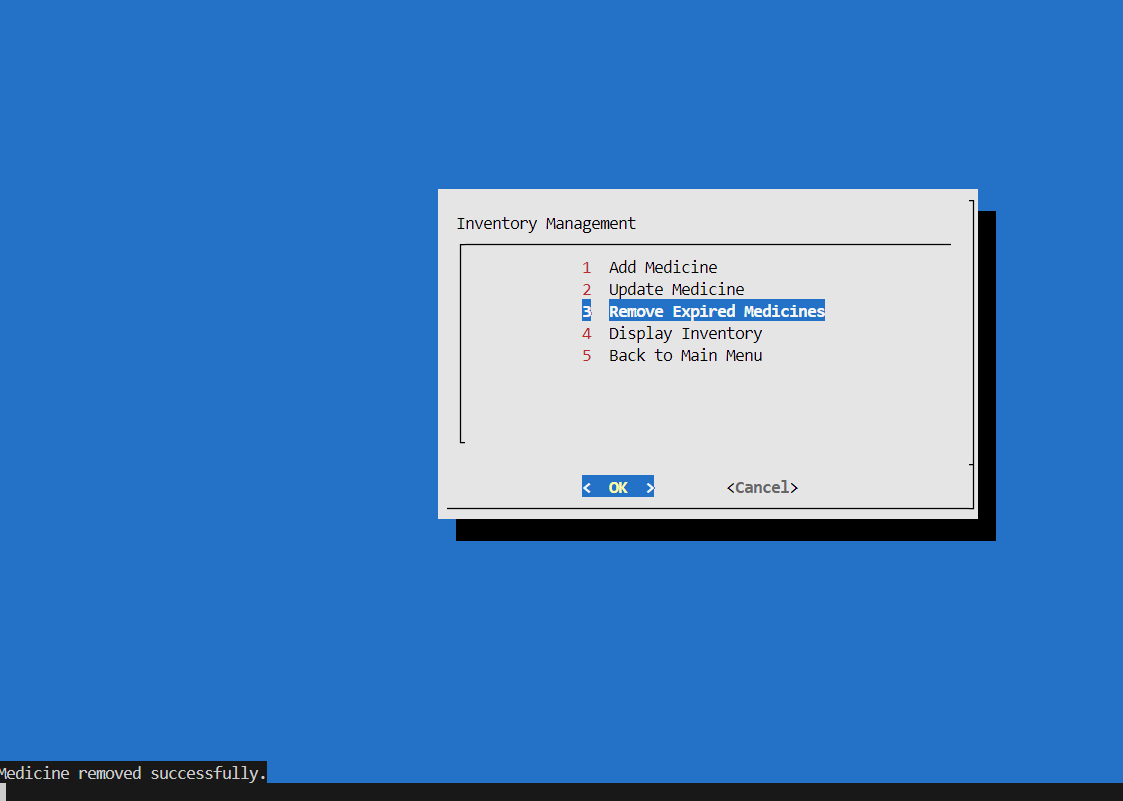 Inventory Management
1 Add Medicine
2 Update Medicine
3 Remove Expired Medicines
4 Display Inventory
5 Back to Main Menu
< OK > <Cancel>
Medicine removed successfully.